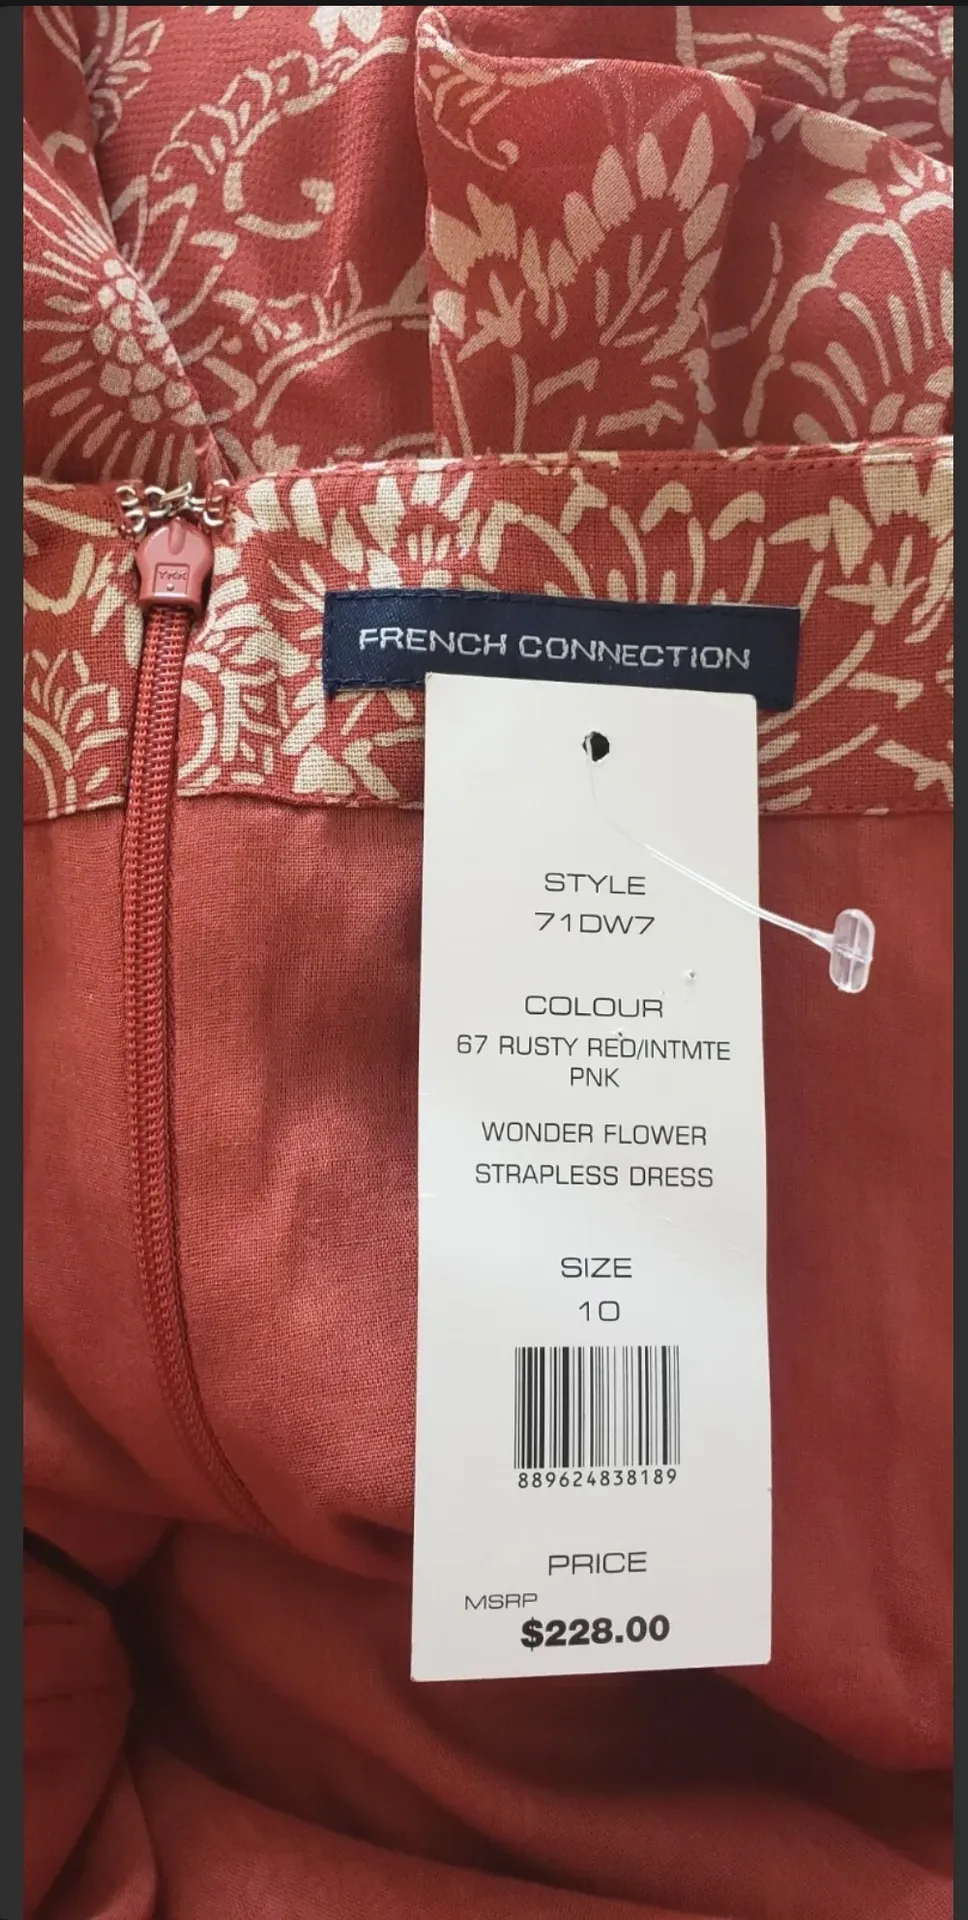 YKK
FRENCH CONNECTION
STYLE
71DW7
COLOUR
67 RUSTY RED/INTMTE
PNK
WONDER FLOWER
STRAPLESS DRESS
SIZE
10
889624838189
PRICE
MSRP
$228.00